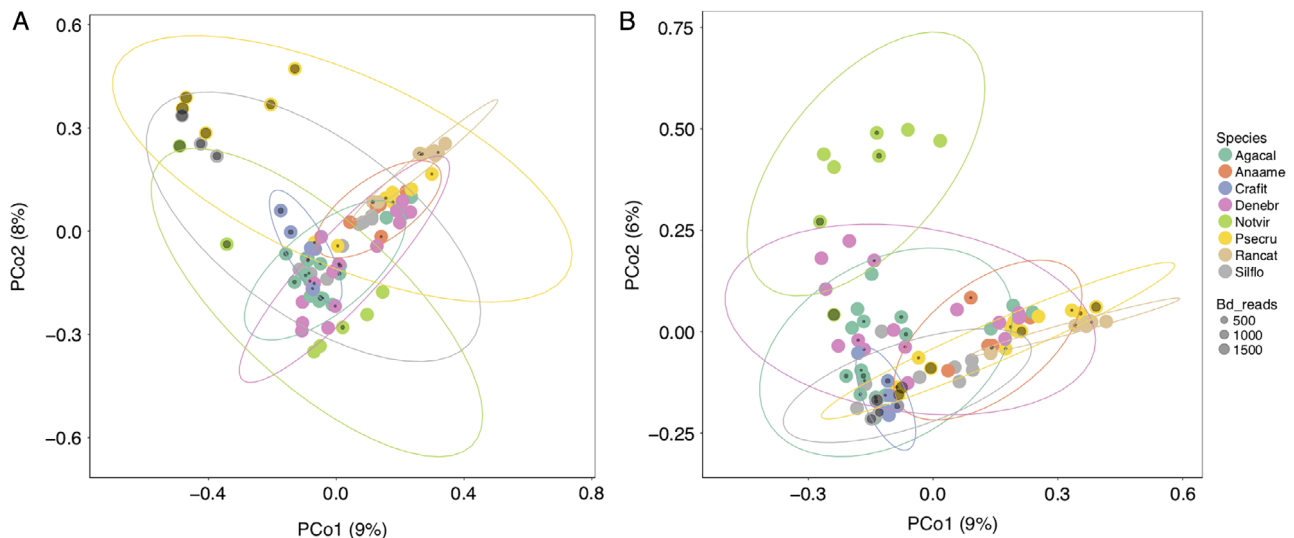 A
B
0.6
0.3
0.0
−0.3
−0.6
PCo2 (8%)
−0.4
0.0
0.4
0.8
PCo1 (9%)
0.75
0.50
0.25
0.00
−0.25
PCo2 (6%)
−0.3
0.0
0.3
0.6
PCo1 (9%)
Species
Agacal
Anaame
Crafit
Denebr
Notvir
Psecru
Rancat
Silflo
Bd_reads
500
1000
1500